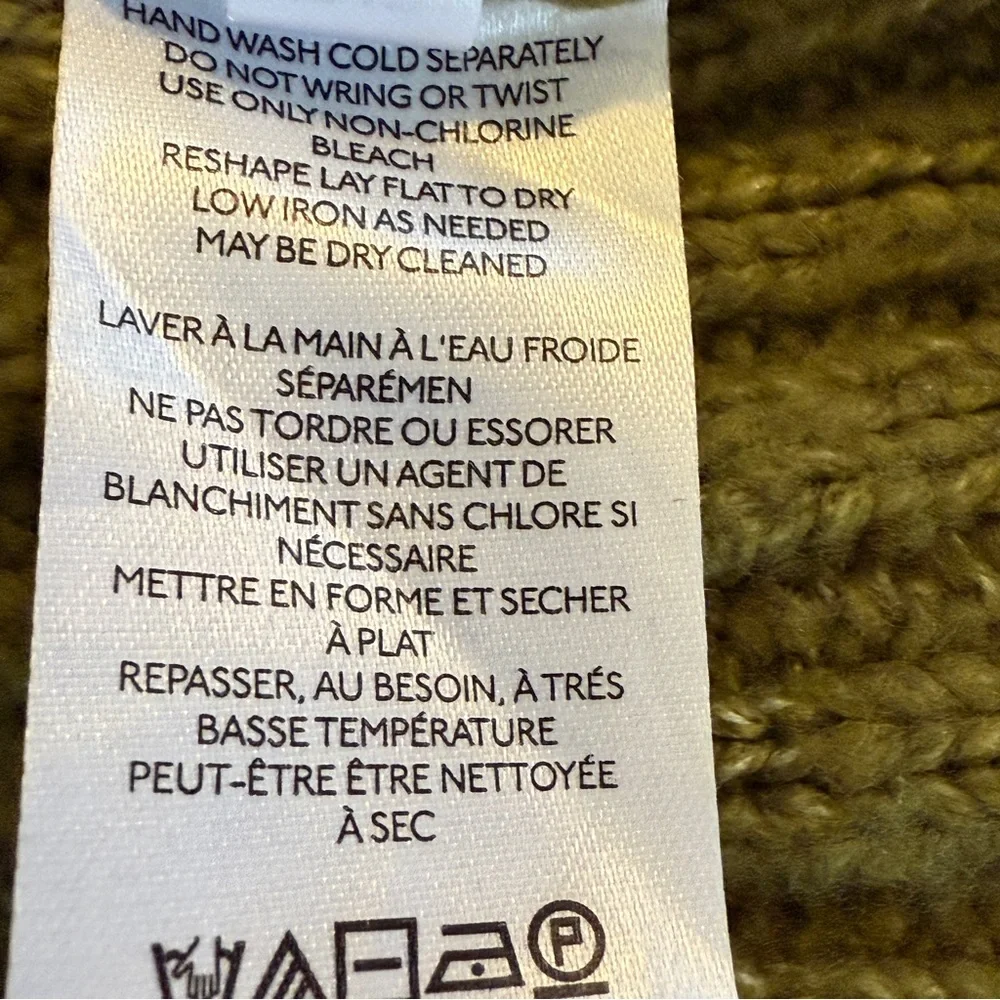 HAND WASH COLD SEPARATELY
DO NOT WRING OR TWIST
USE ONLY NON-CHLORINE
BLEACH
RESHAPE LAY FLAT TO DRY
LOW IRON AS NEEDED
MAY BE DRY CLEANED
LAVER À LA MAIN À L'EAU FROIDE
SÉPARÉMEN
NE PAS TORDRE OU ESSORER
UTILISER UN AGENT DE
BLANCHIMENT SANS CHLORE SI
NÉCESSAIRE
METTRE EN FORME ET SECHER
À PLAT
REPASSER, AU BESOIN, À TRÉS
BASSE TEMPÉRATURE
PEUT-ÊTRE ÊTRE NETTOYÉE
À SEC
P